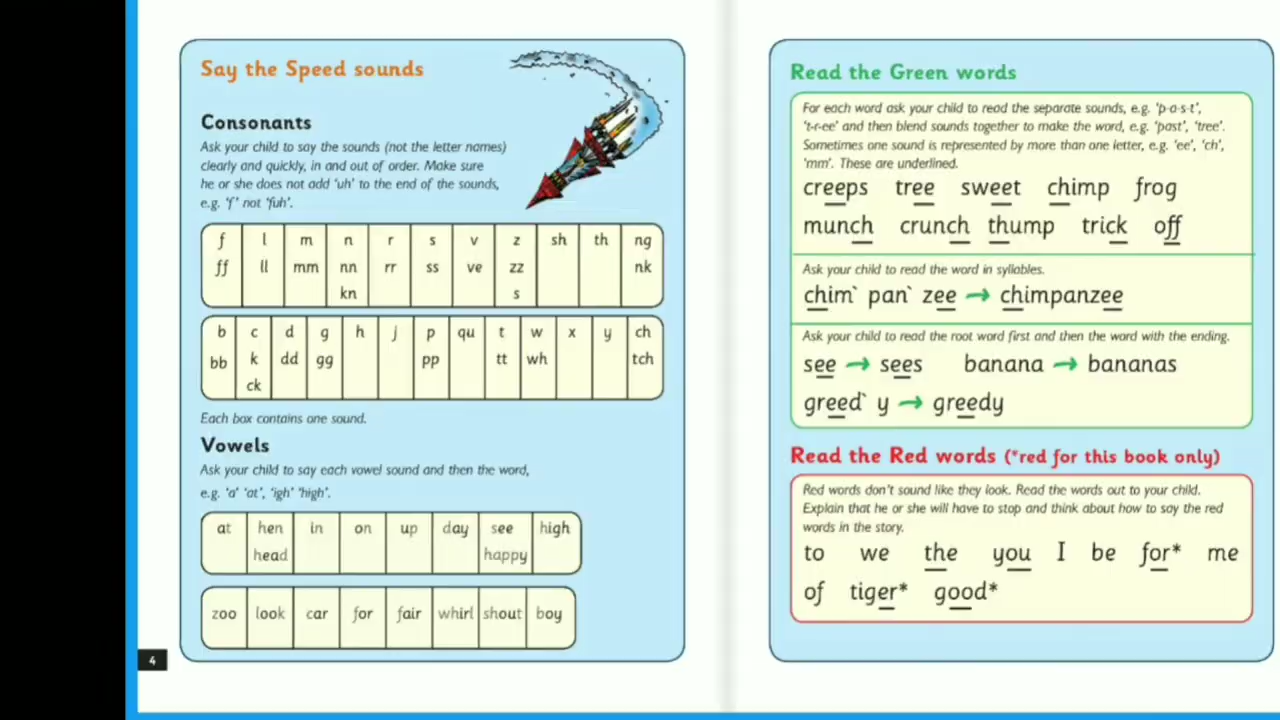 Say the Speed sounds
Consonants
Ask your child to say the sounds (not the letter names)
clearly and quickly, in and out of order. Make sure
he or she does not add 'uh' to the end of the sounds,
e.g. 'f' not 'fuh'.
f l m n r s v z sh th ng
ff ll mm nn rr ss ve zz nk
kn s
b c d g h j p qu t w x y ch
bb k dd gg pp tt wh tch
ck
Each box contains one sound.
Vowels
Ask your child to say each vowel sound and then the word,
e.g. 'a' 'at', 'igh' 'high'.
at hen in on up day see high
head happy
zoo look car for fair whirl shout boy
4
Read the Green words
For each word ask your child to read the separate sounds, e.g. 'p-a-s-t',
't-r-ee' and then blend sounds together to make the word, e.g. 'past', 'tree'.
Sometimes one sound is represented by more than one letter, e.g. 'ee', 'ch',
'mm'. These are underlined.
creeps tree sweet chimp frog
munch crunch thump trick off
Ask your child to read the word in syllables.
chim` pan` zee → chimpanzee
Ask your child to read the root word first and then the word with the ending.
see → sees banana → bananas
greed` y → greedy
Read the Red words (*red for this book only)
Red words don't sound like they look. Read the words out to your child.
Explain that he or she will have to stop and think about how to say the red
words in the story.
to we the you I be for* me
of tiger* good*